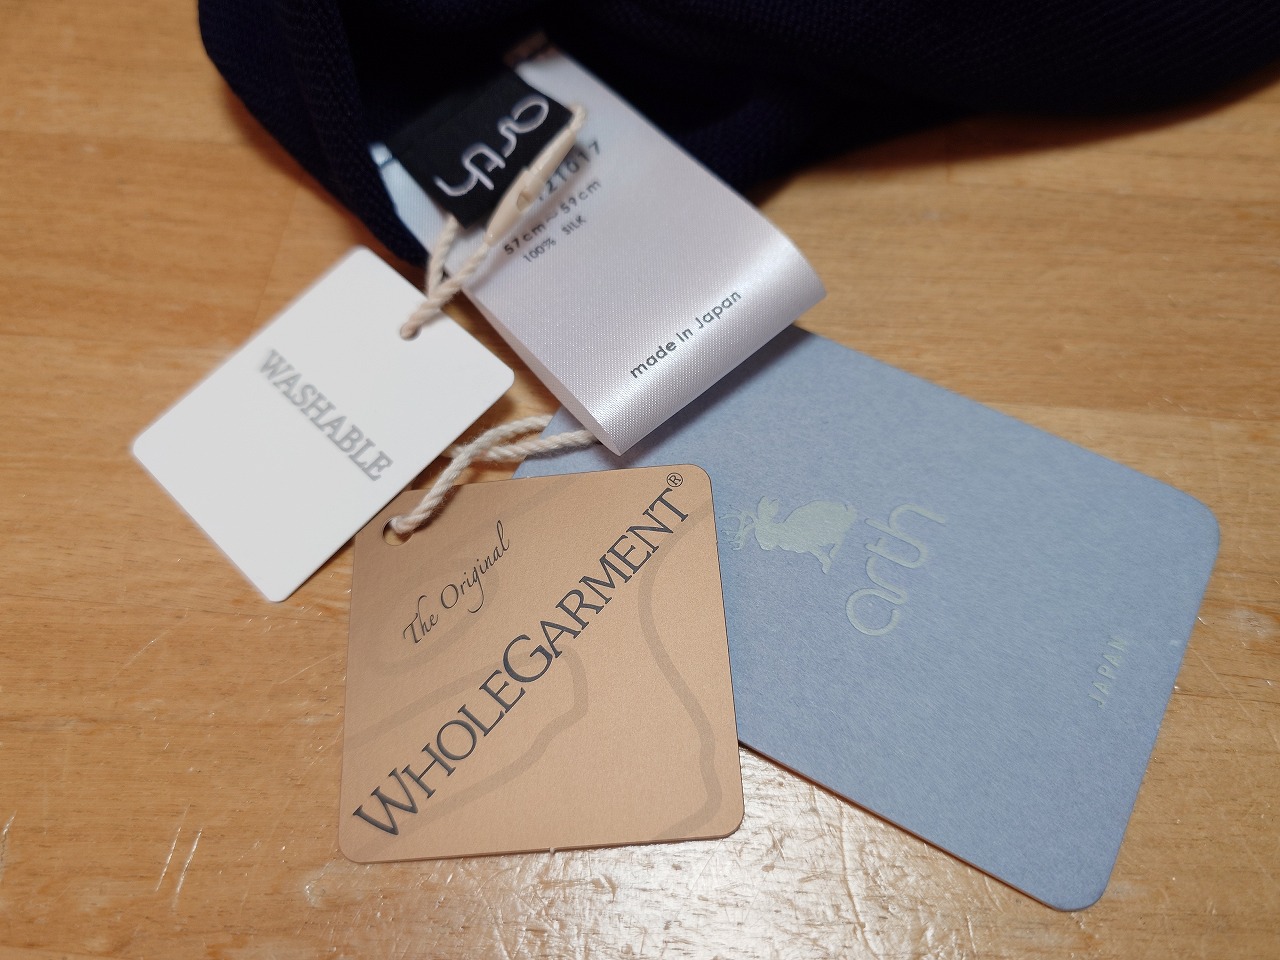 arth
57cm~59cm
100% SILK
made in Japan
WASHABLE
The Original
WHOLEGARMENT®
arth
JAPAN